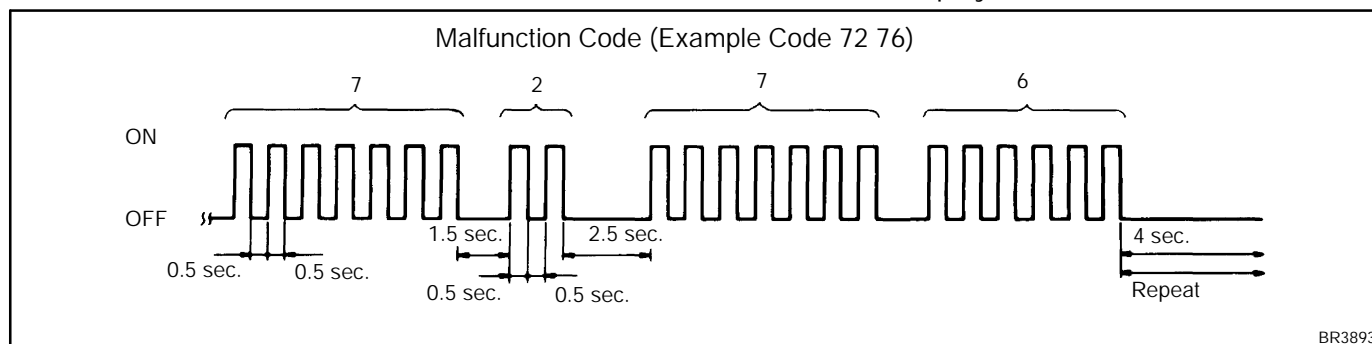 Malfunction Code (Example Code 72 76)
7 2 7 6
ON
OFF
1.5 sec. 2.5 sec. 4 sec.
0.5 sec. 0.5 sec.
0.5 sec. 0.5 sec.
Repeat
BR3893